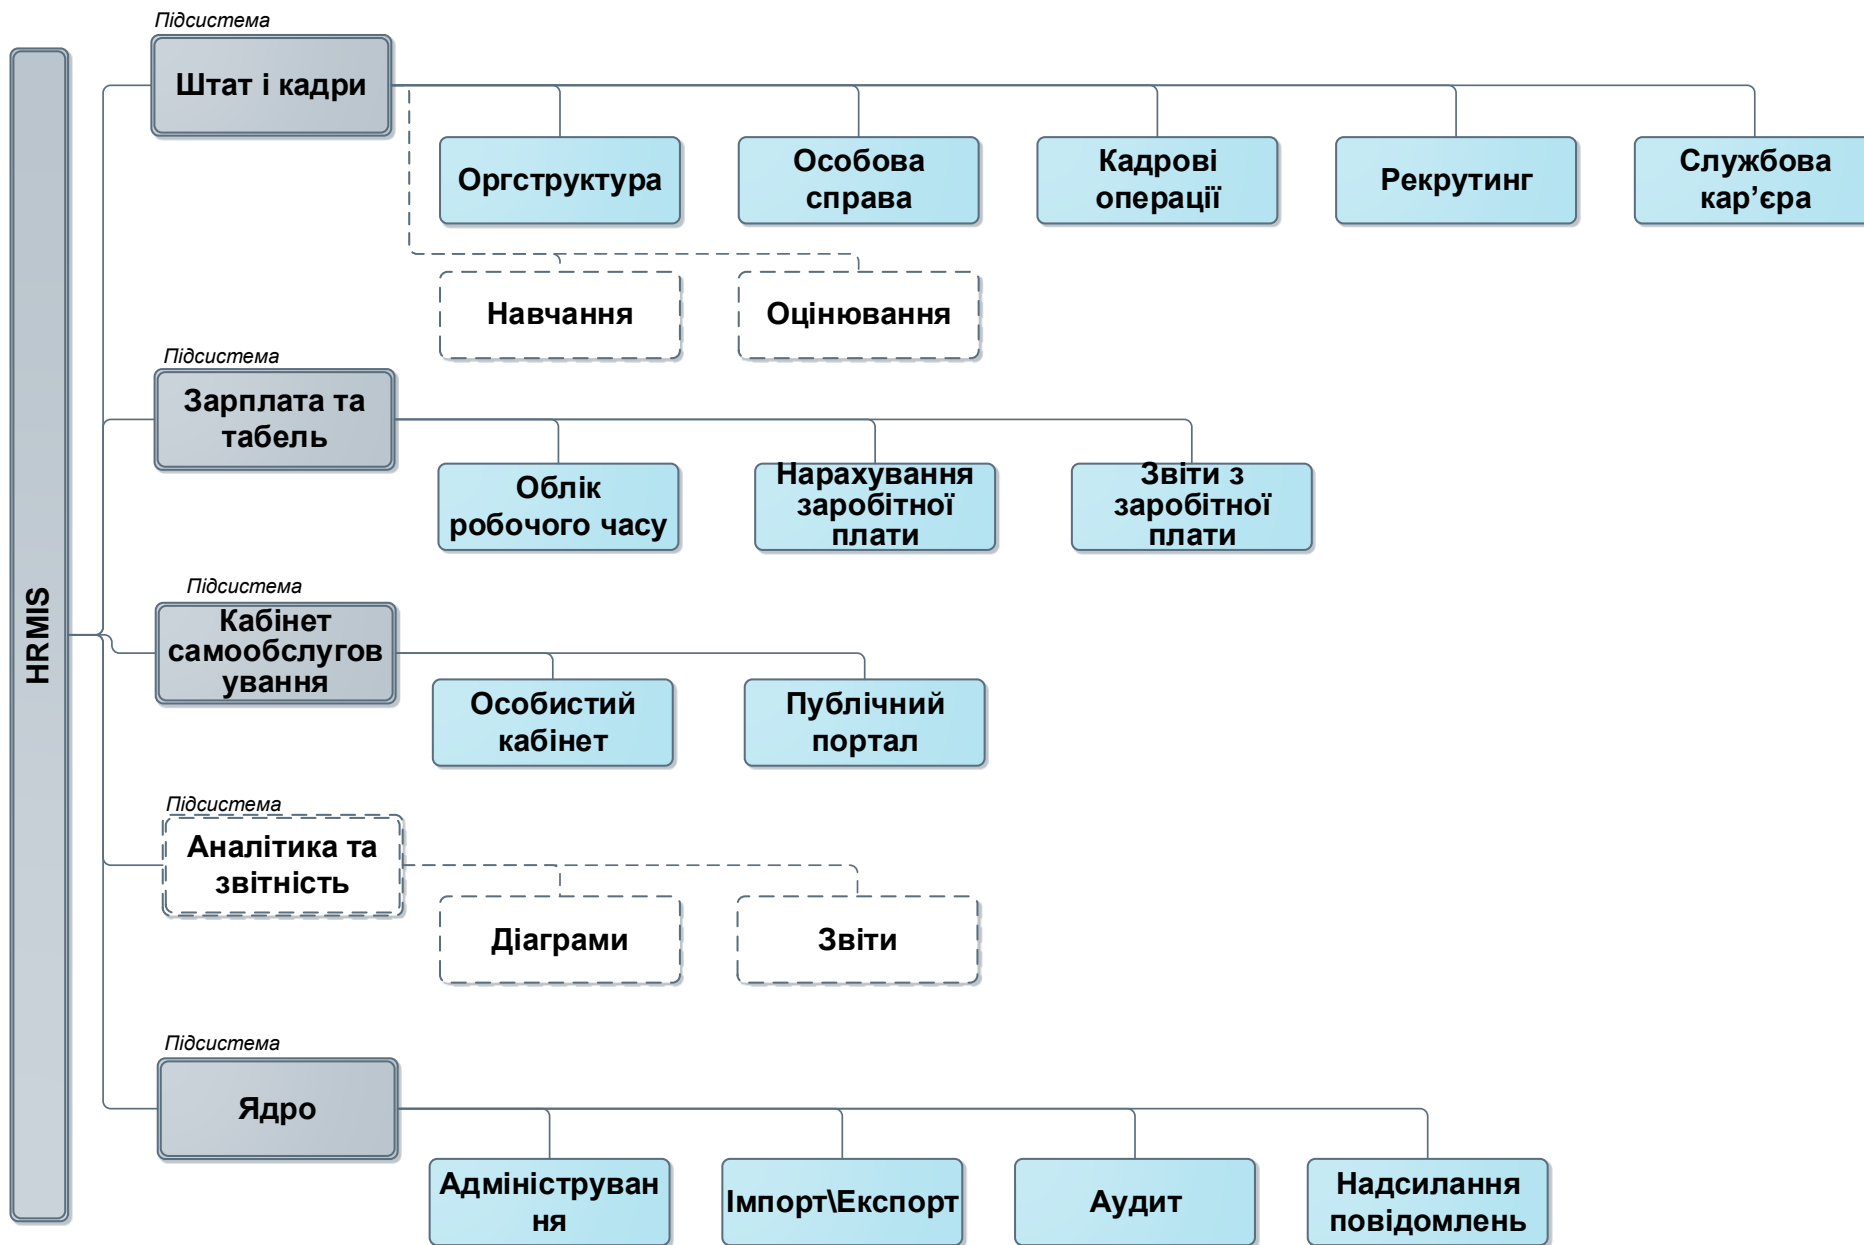 Підсистема
Штат і кадри
Оргструктура
Особова
справа
Кадрові
операції
Рекрутинг
Службова
кар’єра
Навчання
Оцінювання
Підсистема
Зарплата та
табель
Облік
робочого часу
Нарахування
заробітної
плати
Звіти з
заробітної
плати
HRMIS
Підсистема
Кабінет
самообслугов
ування
Особистий
кабінет
Публічний
портал
Підсистема
Аналітика та
звітність
Діаграми
Звіти
Підсистема
Ядро
Адмініструван
ня
Імпорт\Експорт
Аудит
Надсилання
повідомлень